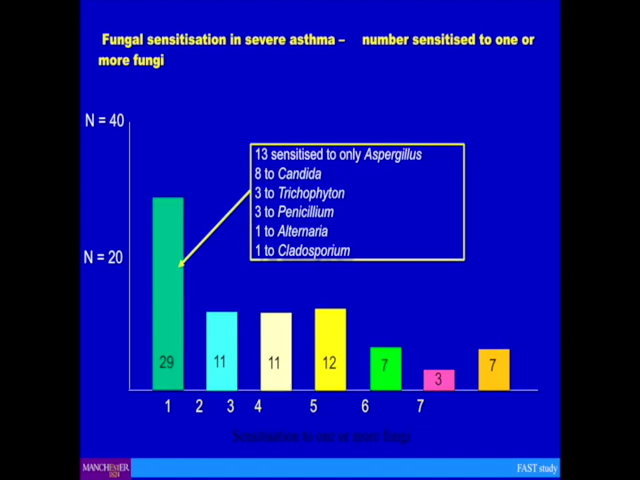 Fungal sensitisation in severe asthma – number sensitised to one or
more fungi
N = 40
13 sensitised to only Aspergillus
8 to Candida
3 to Trichophyton
3 to Penicillium
1 to Alternaria
1 to Cladosporium
N = 20
29 11 11 12 7 3 7
1 2 3 4 5 6 7
Sensitisation to one or more fungi
MANCHESTER
1824
FAST study